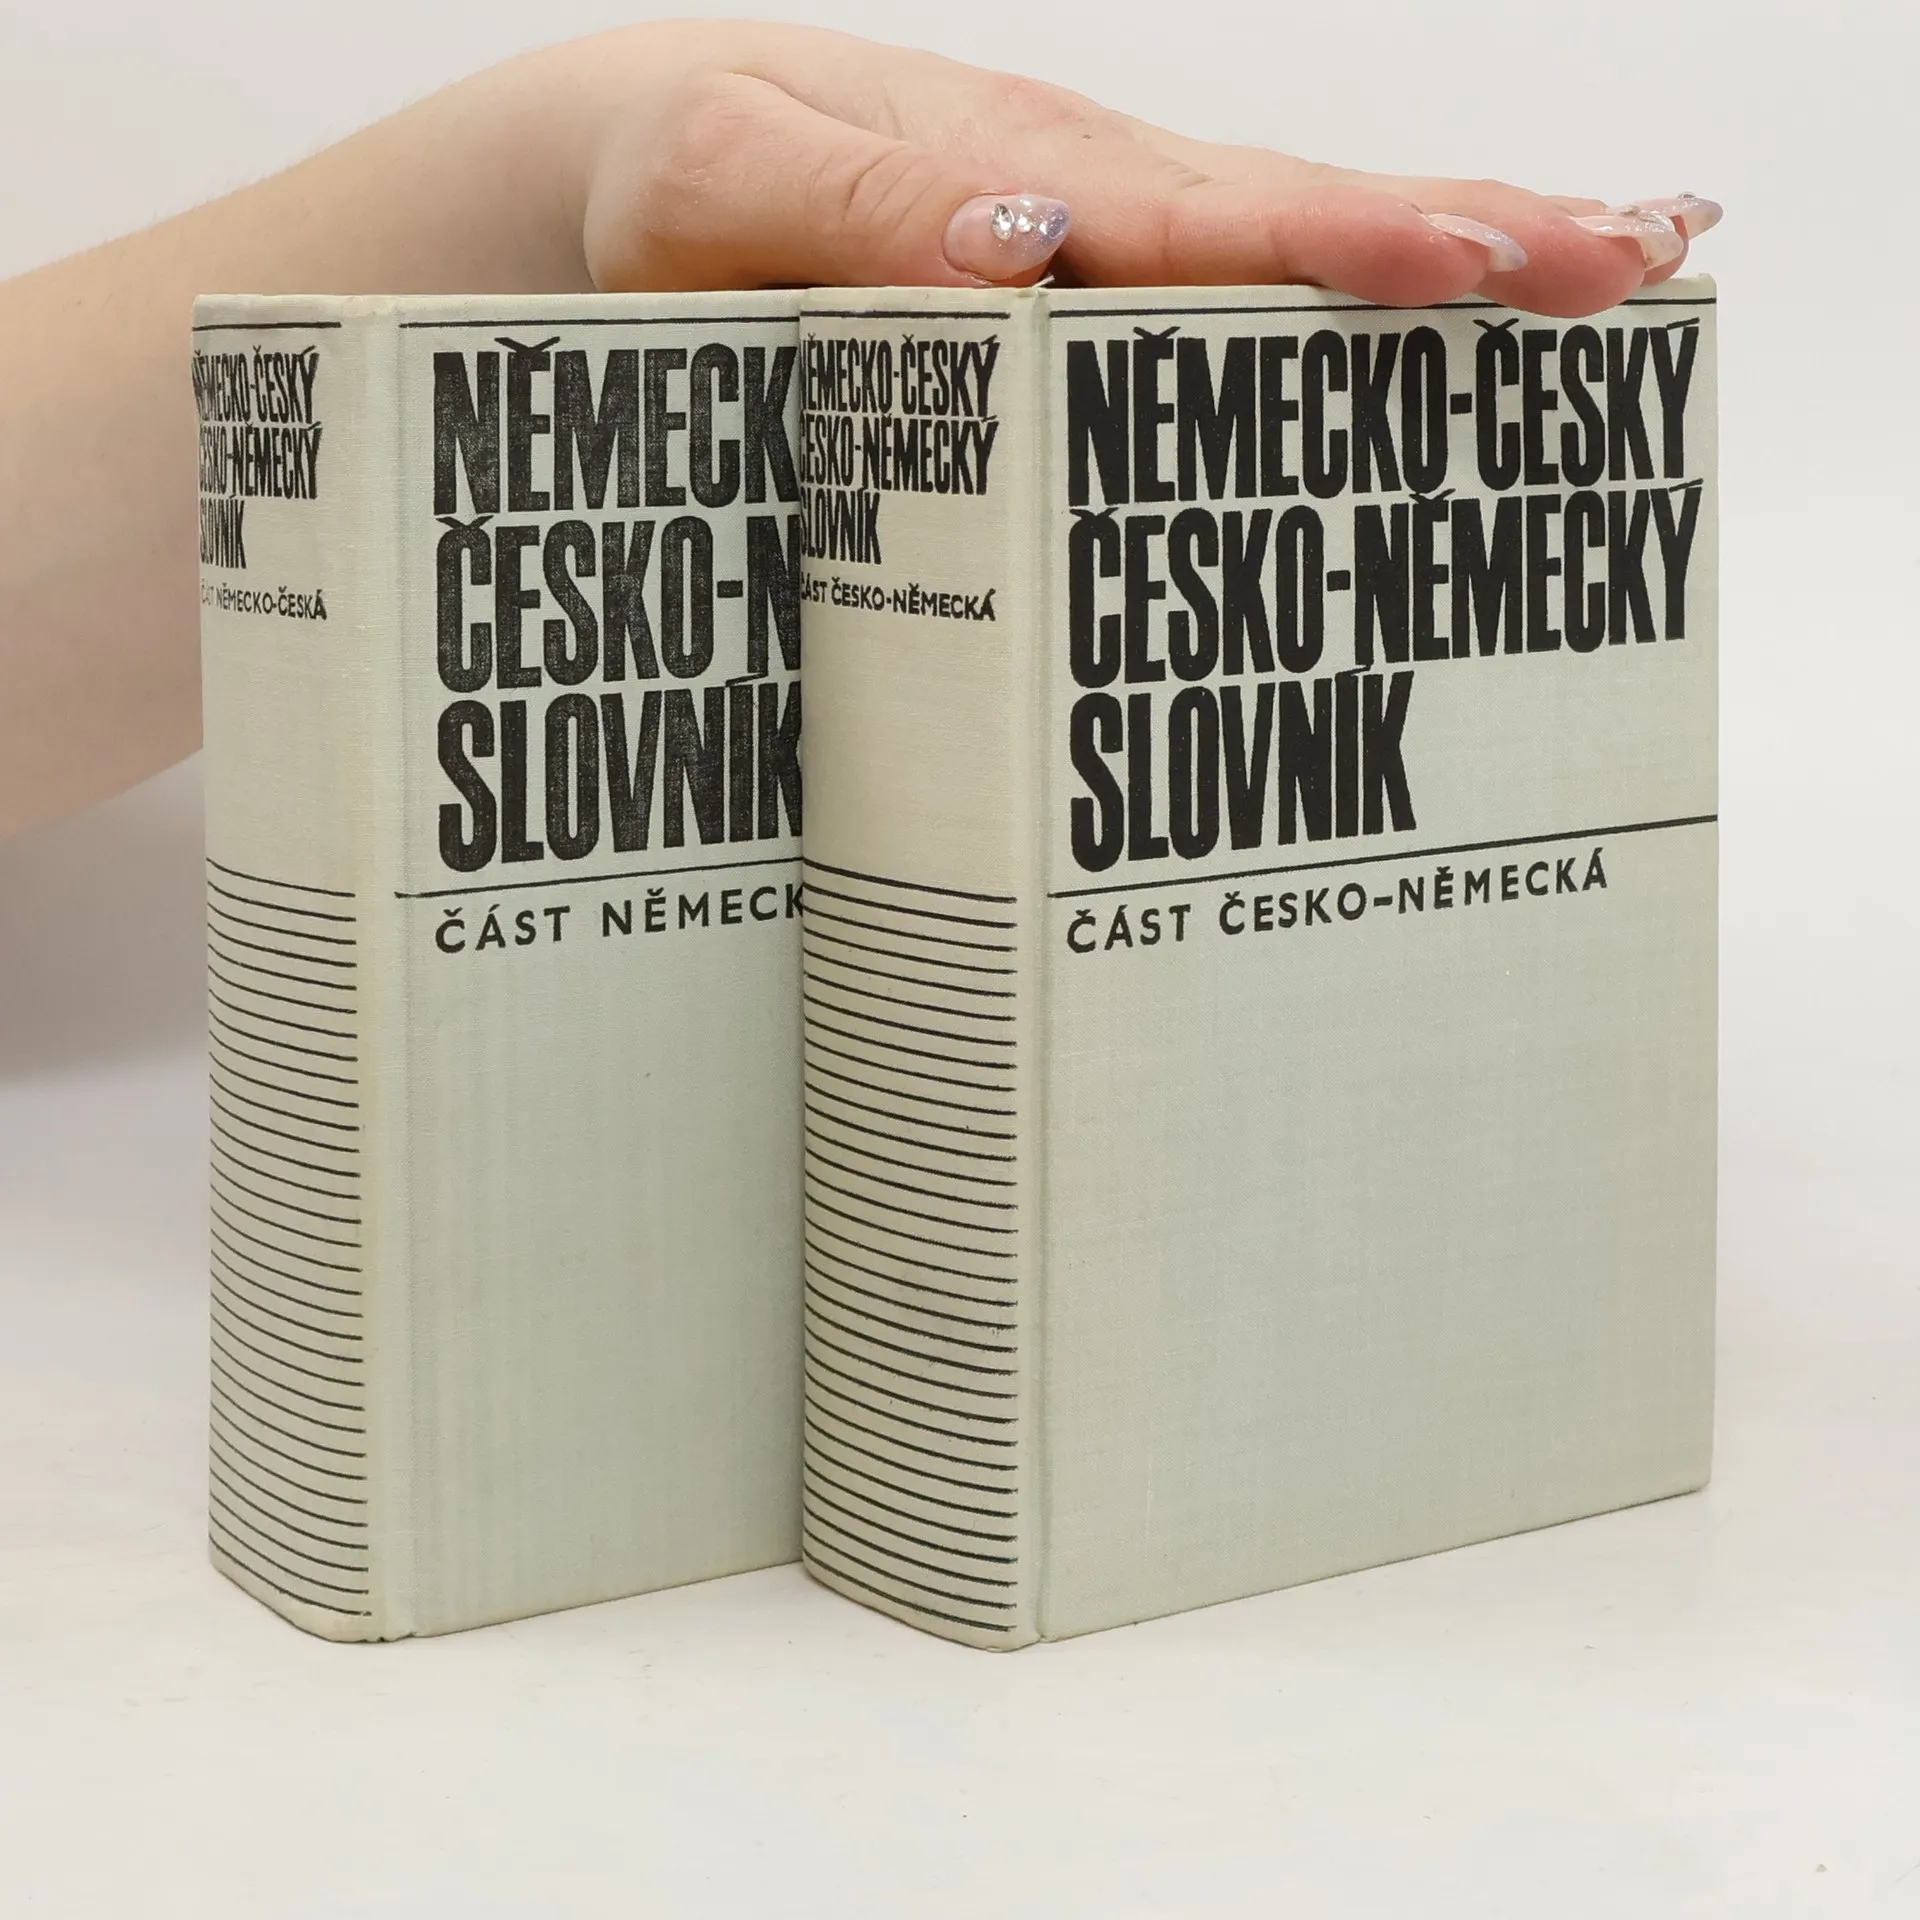 NĚMECKO-ČESKÝ
ČESKO-NĚMECKÝ
SLOVNÍK
ČÁST NĚMECKO-ČESKÁ
NĚMECK
ČESKO-N
SLOVNÍK
ČÁST NĚMECK
NĚMECKO-ČESKÝ
ČESKO-NĚMECKÝ
SLOVNÍK
ČÁST ČESKO-NĚMECKÁ
NĚMECKO-ČESKÝ
ČESKO-NĚMECKÝ
SLOVNÍK
ČÁST ČESKO-NĚMECKÁ